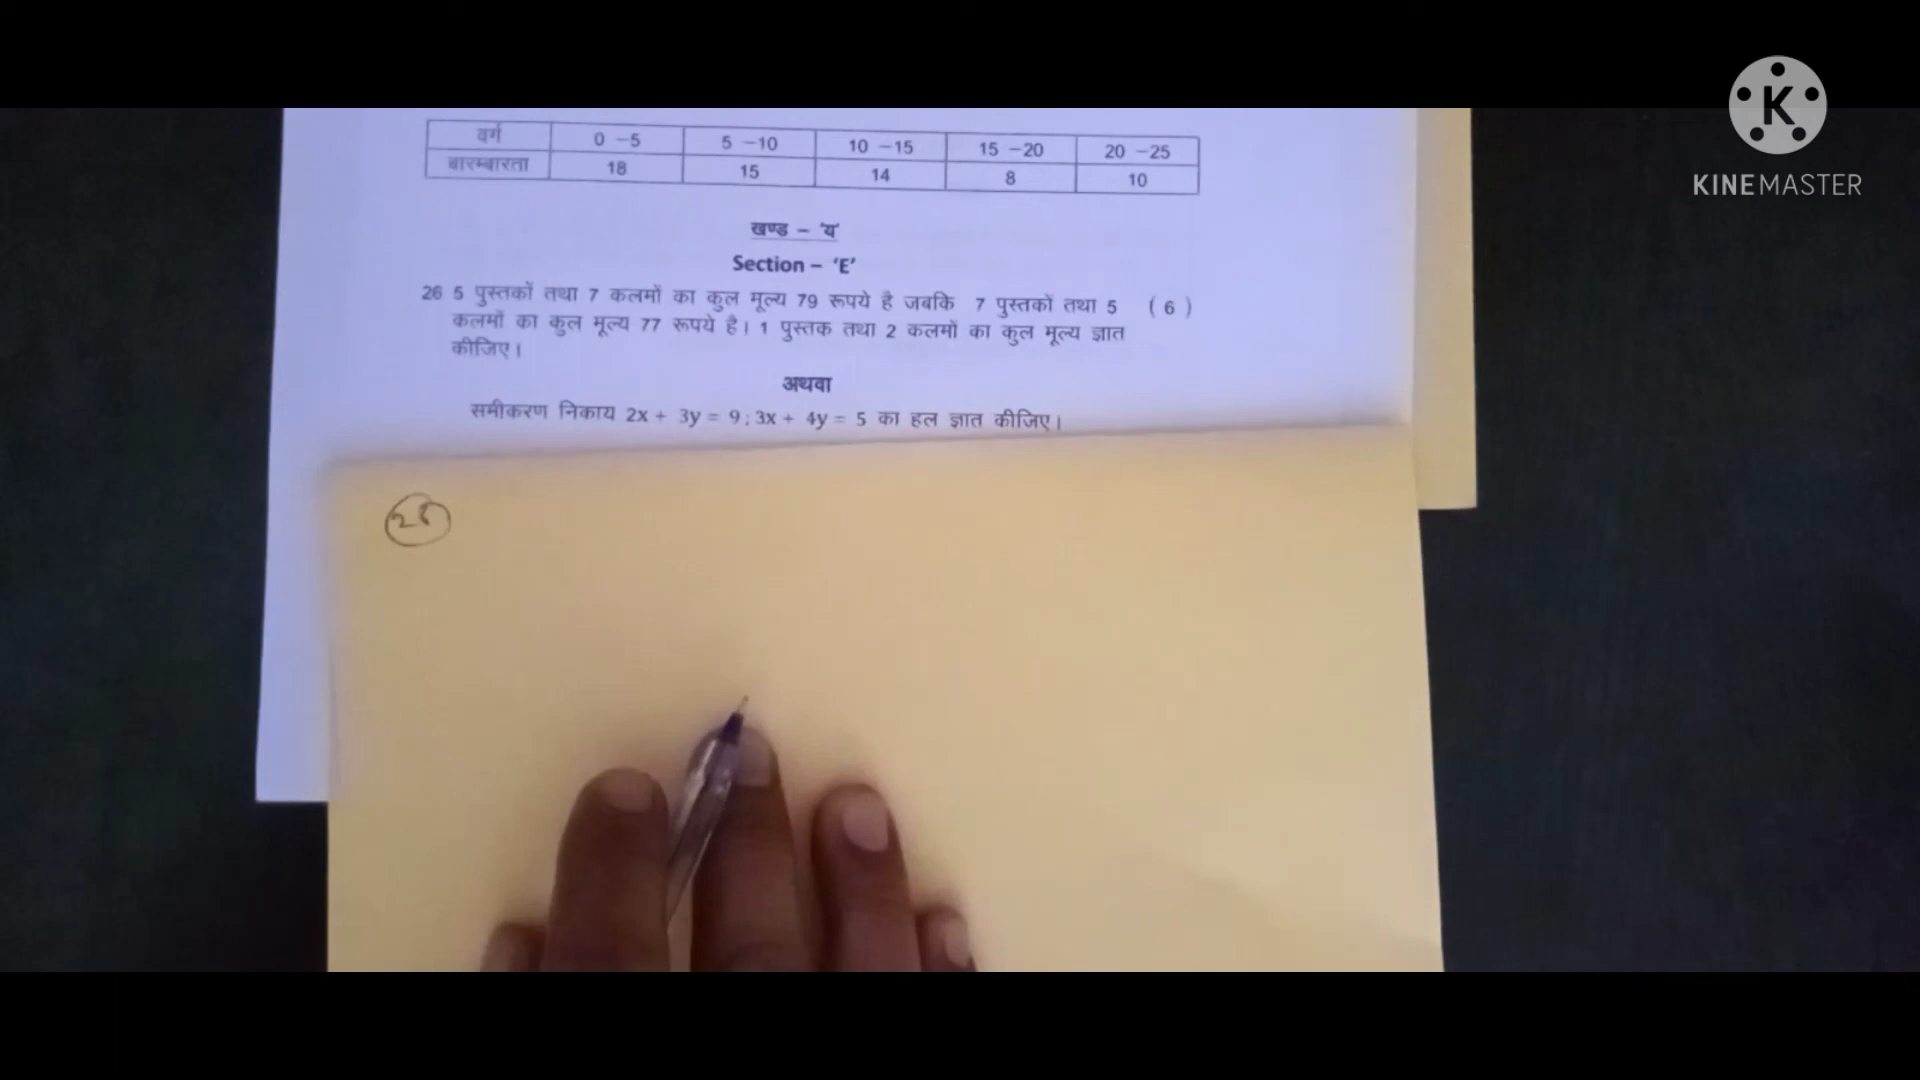 K
KINEMASTER
वर्ग 0 –5 5 –10 10 –15 15 –20 20 –25
बारम्बारता 18 15 14 8 10
खण्ड – 'य'
Section – 'E'
26 5 पुस्तकों तथा 7 कलमों का कुल मूल्य 79 रूपये है जबकि 7 पुस्तकों तथा 5 ( 6 )
कलमों का कुल मूल्य 77 रूपये है। 1 पुस्तक तथा 2 कलमों का कुल मूल्य ज्ञात
कीजिए।
अथवा
समीकरण निकाय 2x + 3y = 9 ; 3x + 4y = 5 का हल ज्ञात कीजिए।